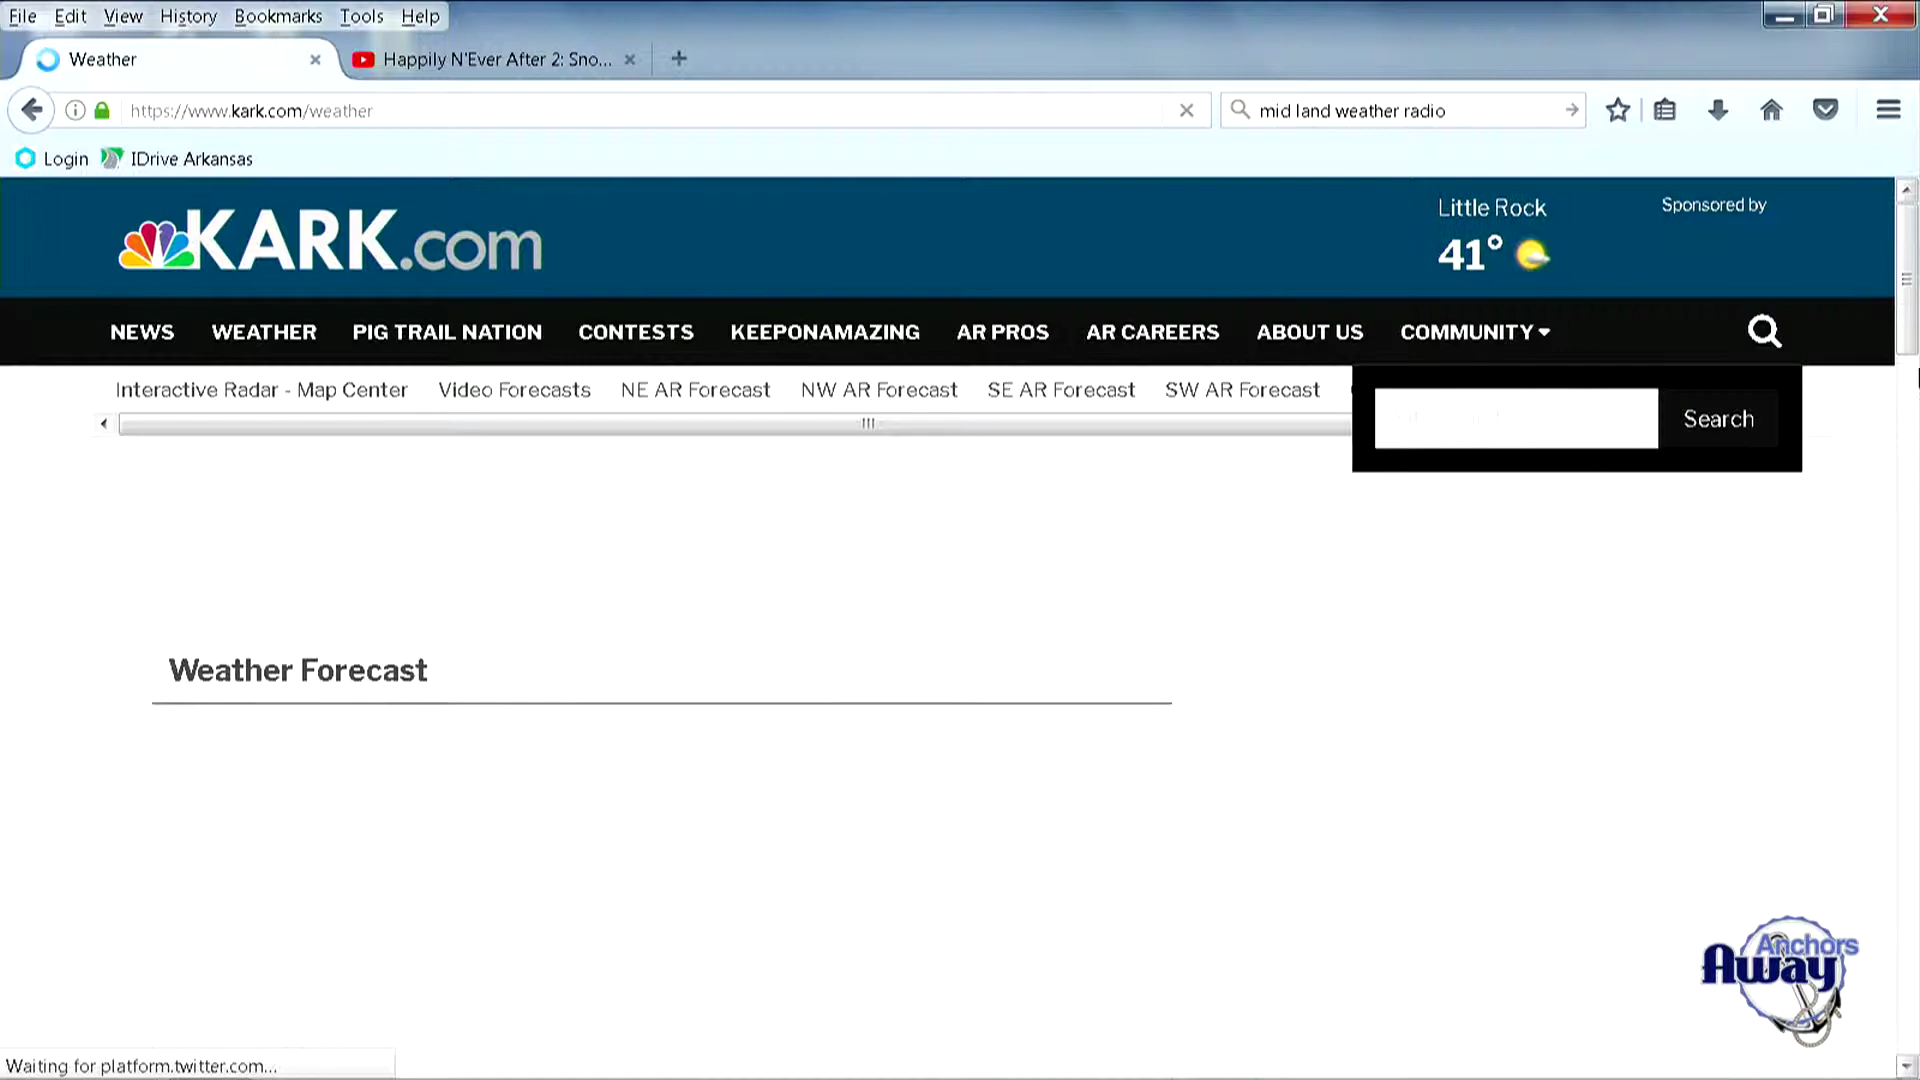 File Edit View History Bookmarks Tools Help
Weather
Happily N'Ever After 2: Sno...
https://www.kark.com/weather
mid land weather radio
Login
IDrive Arkansas
KARK.com
Little Rock
41°
Sponsored by
NEWS WEATHER PIG TRAIL NATION CONTESTS KEEPONAMAZING AR PROS AR CAREERS ABOUT US COMMUNITY
Interactive Radar - Map Center Video Forecasts NE AR Forecast NW AR Forecast SE AR Forecast SW AR Forecast
Search
Weather Forecast
Anchors
Away
Waiting for platform.twitter.com...